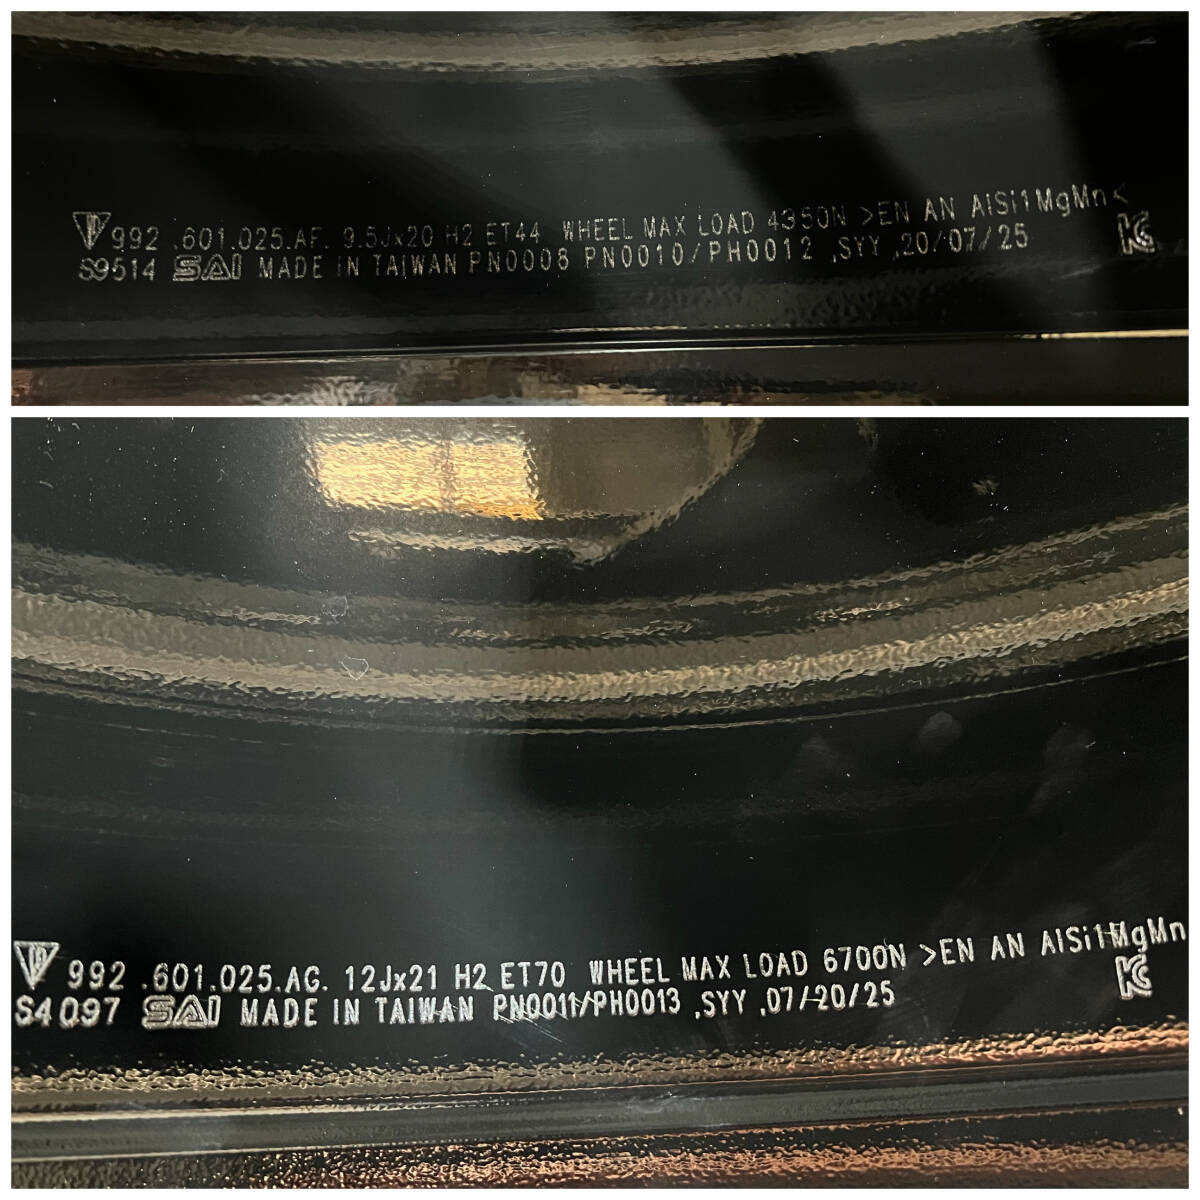 992 .601.025.AF. 9.5Jx20 H2 ET44 WHEEL MAX LOAD 4350N >EN AN AlSi1MgMn<
S9514 SAI MADE IN TAIWAN PN0008 PN0010/PH0012 ,SYY ,20/07/25
992 .601.025.AG. 12Jx21 H2 ET70 WHEEL MAX LOAD 6700N >EN AN AlSi1MgMn
S4097 SAI MADE IN TAIWAN PN0011/PH0013 ,SYY ,07/20/25